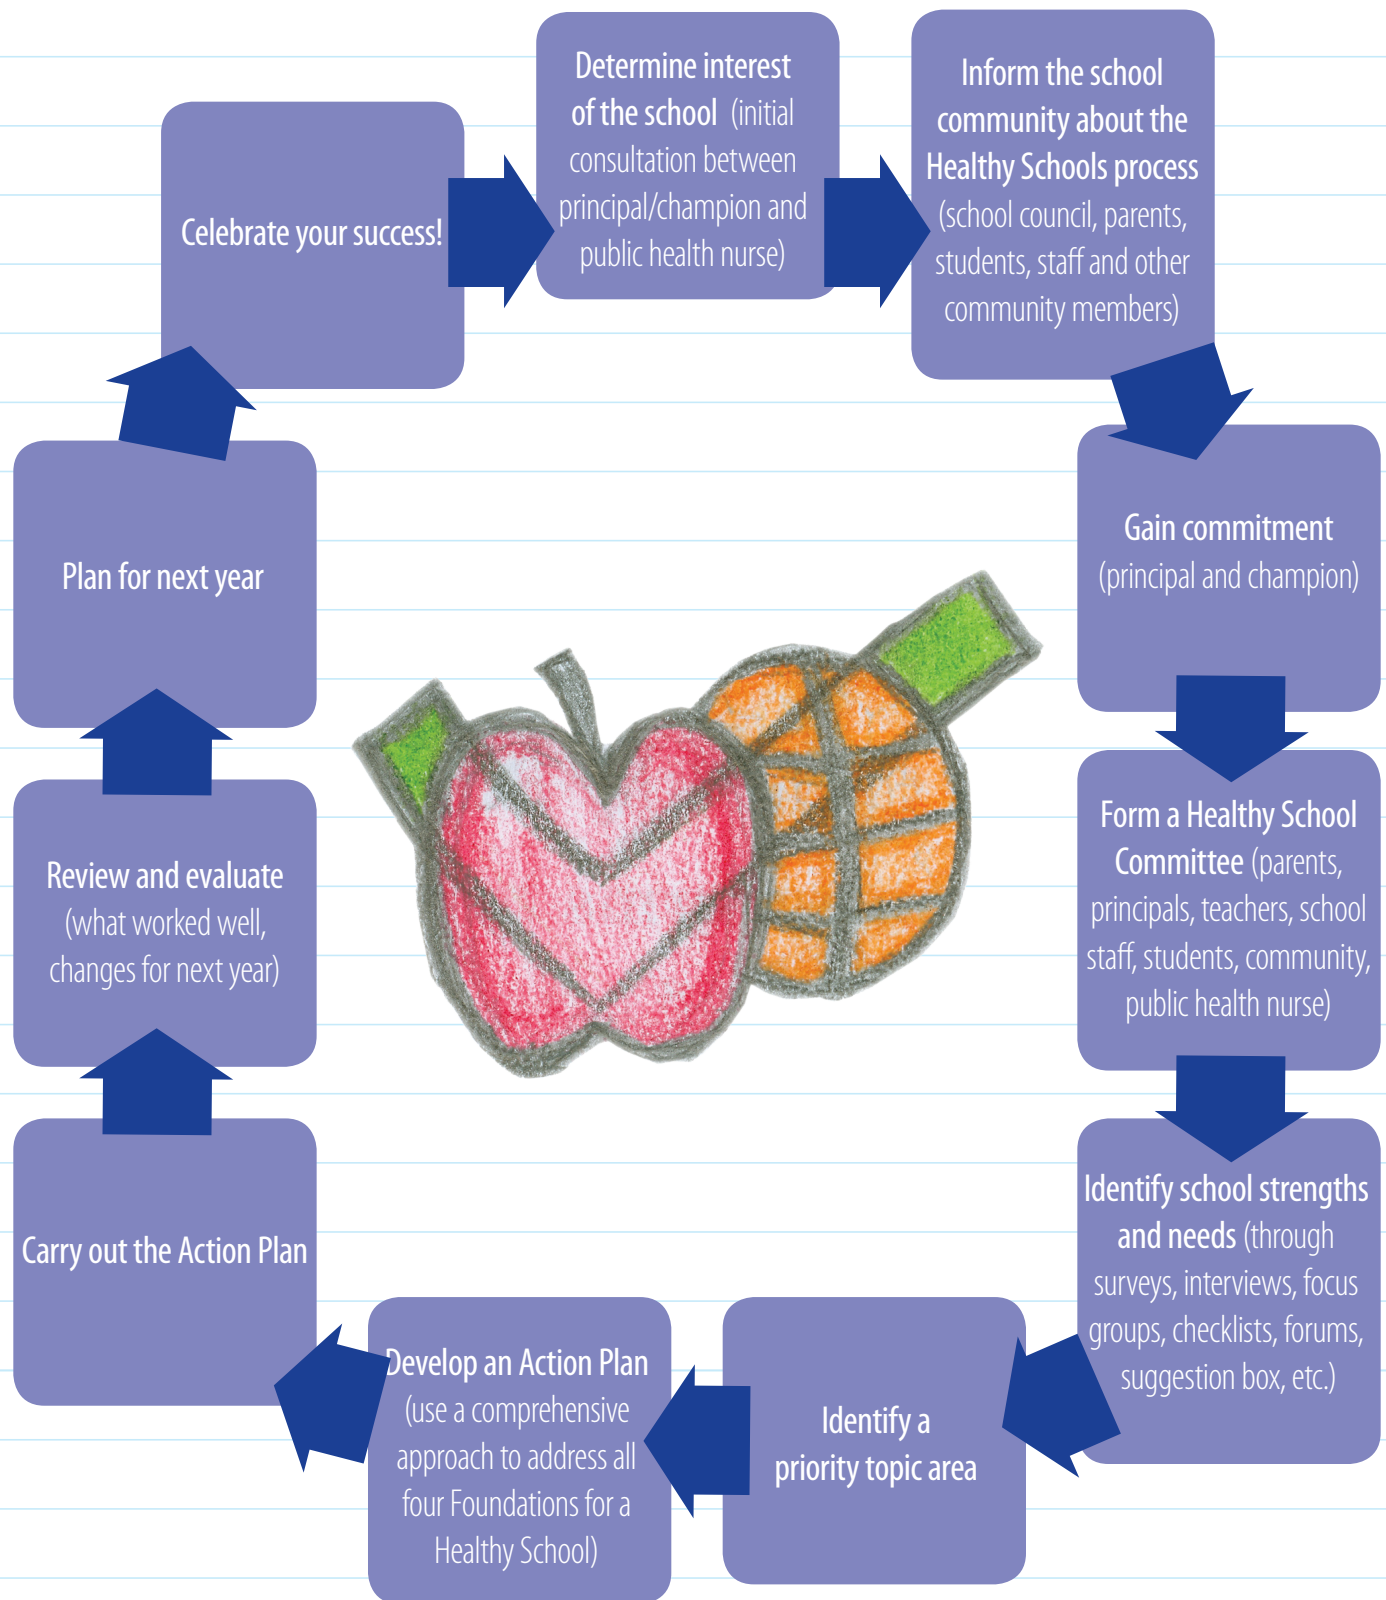 Determine interest
of the school (initial
consultation between
principal/champion and
public health nurse)
Inform the school
community about the
Healthy Schools process
(school council, parents,
students, staff and other
community members)
Gain commitment
(principal and champion)
Form a Healthy School
Committee (parents,
principals, teachers, school
staff, students, community,
public health nurse)
Identify school strengths
and needs (through
surveys, interviews, focus
groups, checklists, forums,
suggestion box, etc.)
Identify a
priority topic area
Develop an Action Plan
(use a comprehensive
approach to address all
four Foundations for a
Healthy School)
Carry out the Action Plan
Review and evaluate
(what worked well,
changes for next year)
Plan for next year
Celebrate your success!